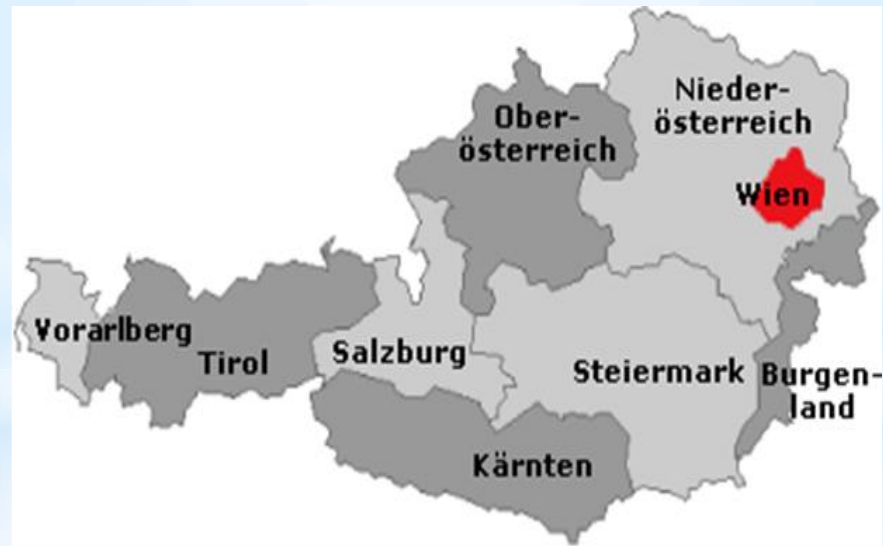 Nieder-
österreich
Ober-
österreich
Wien
Vorarlberg
Tirol
Salzburg
Steiermark
Burgen-
land
Kärnten